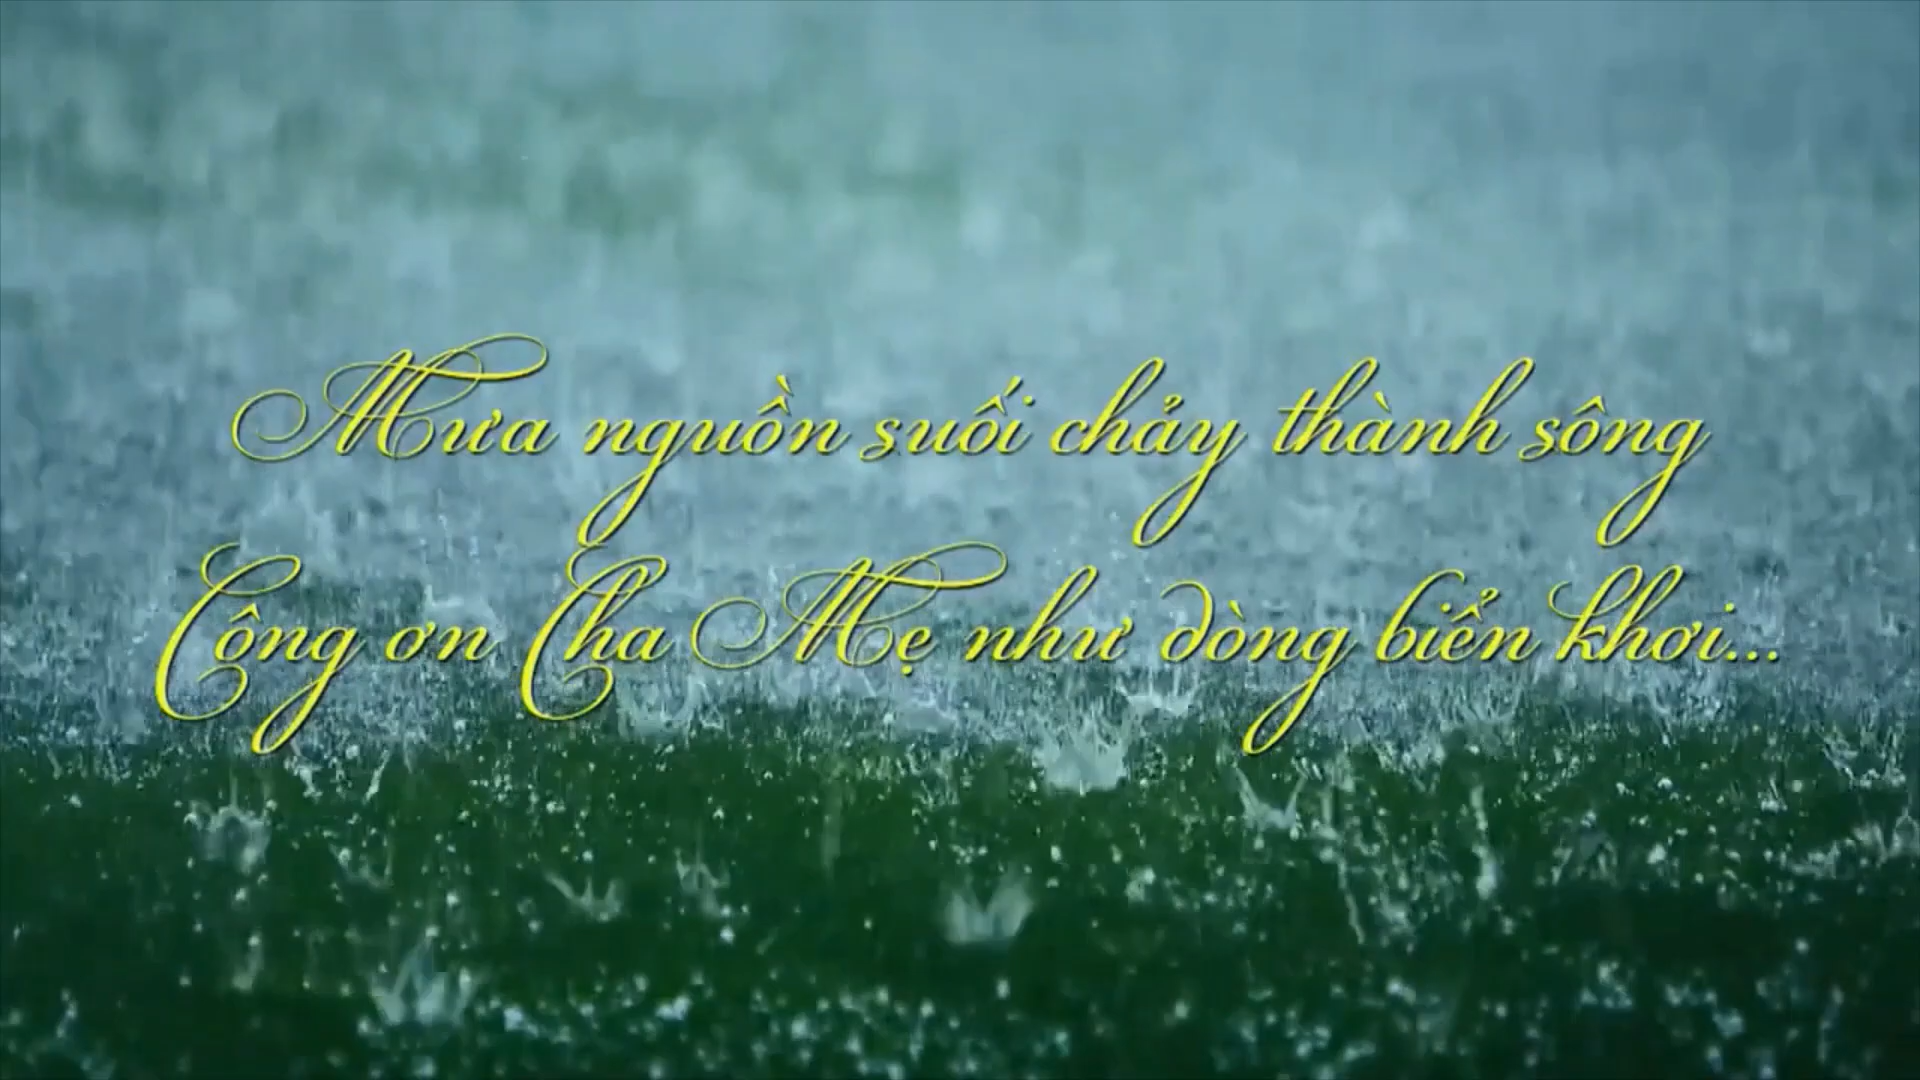 Mưa nguồn suối chảy thành sông
Công ơn Cha Mẹ như dòng biển khơi...